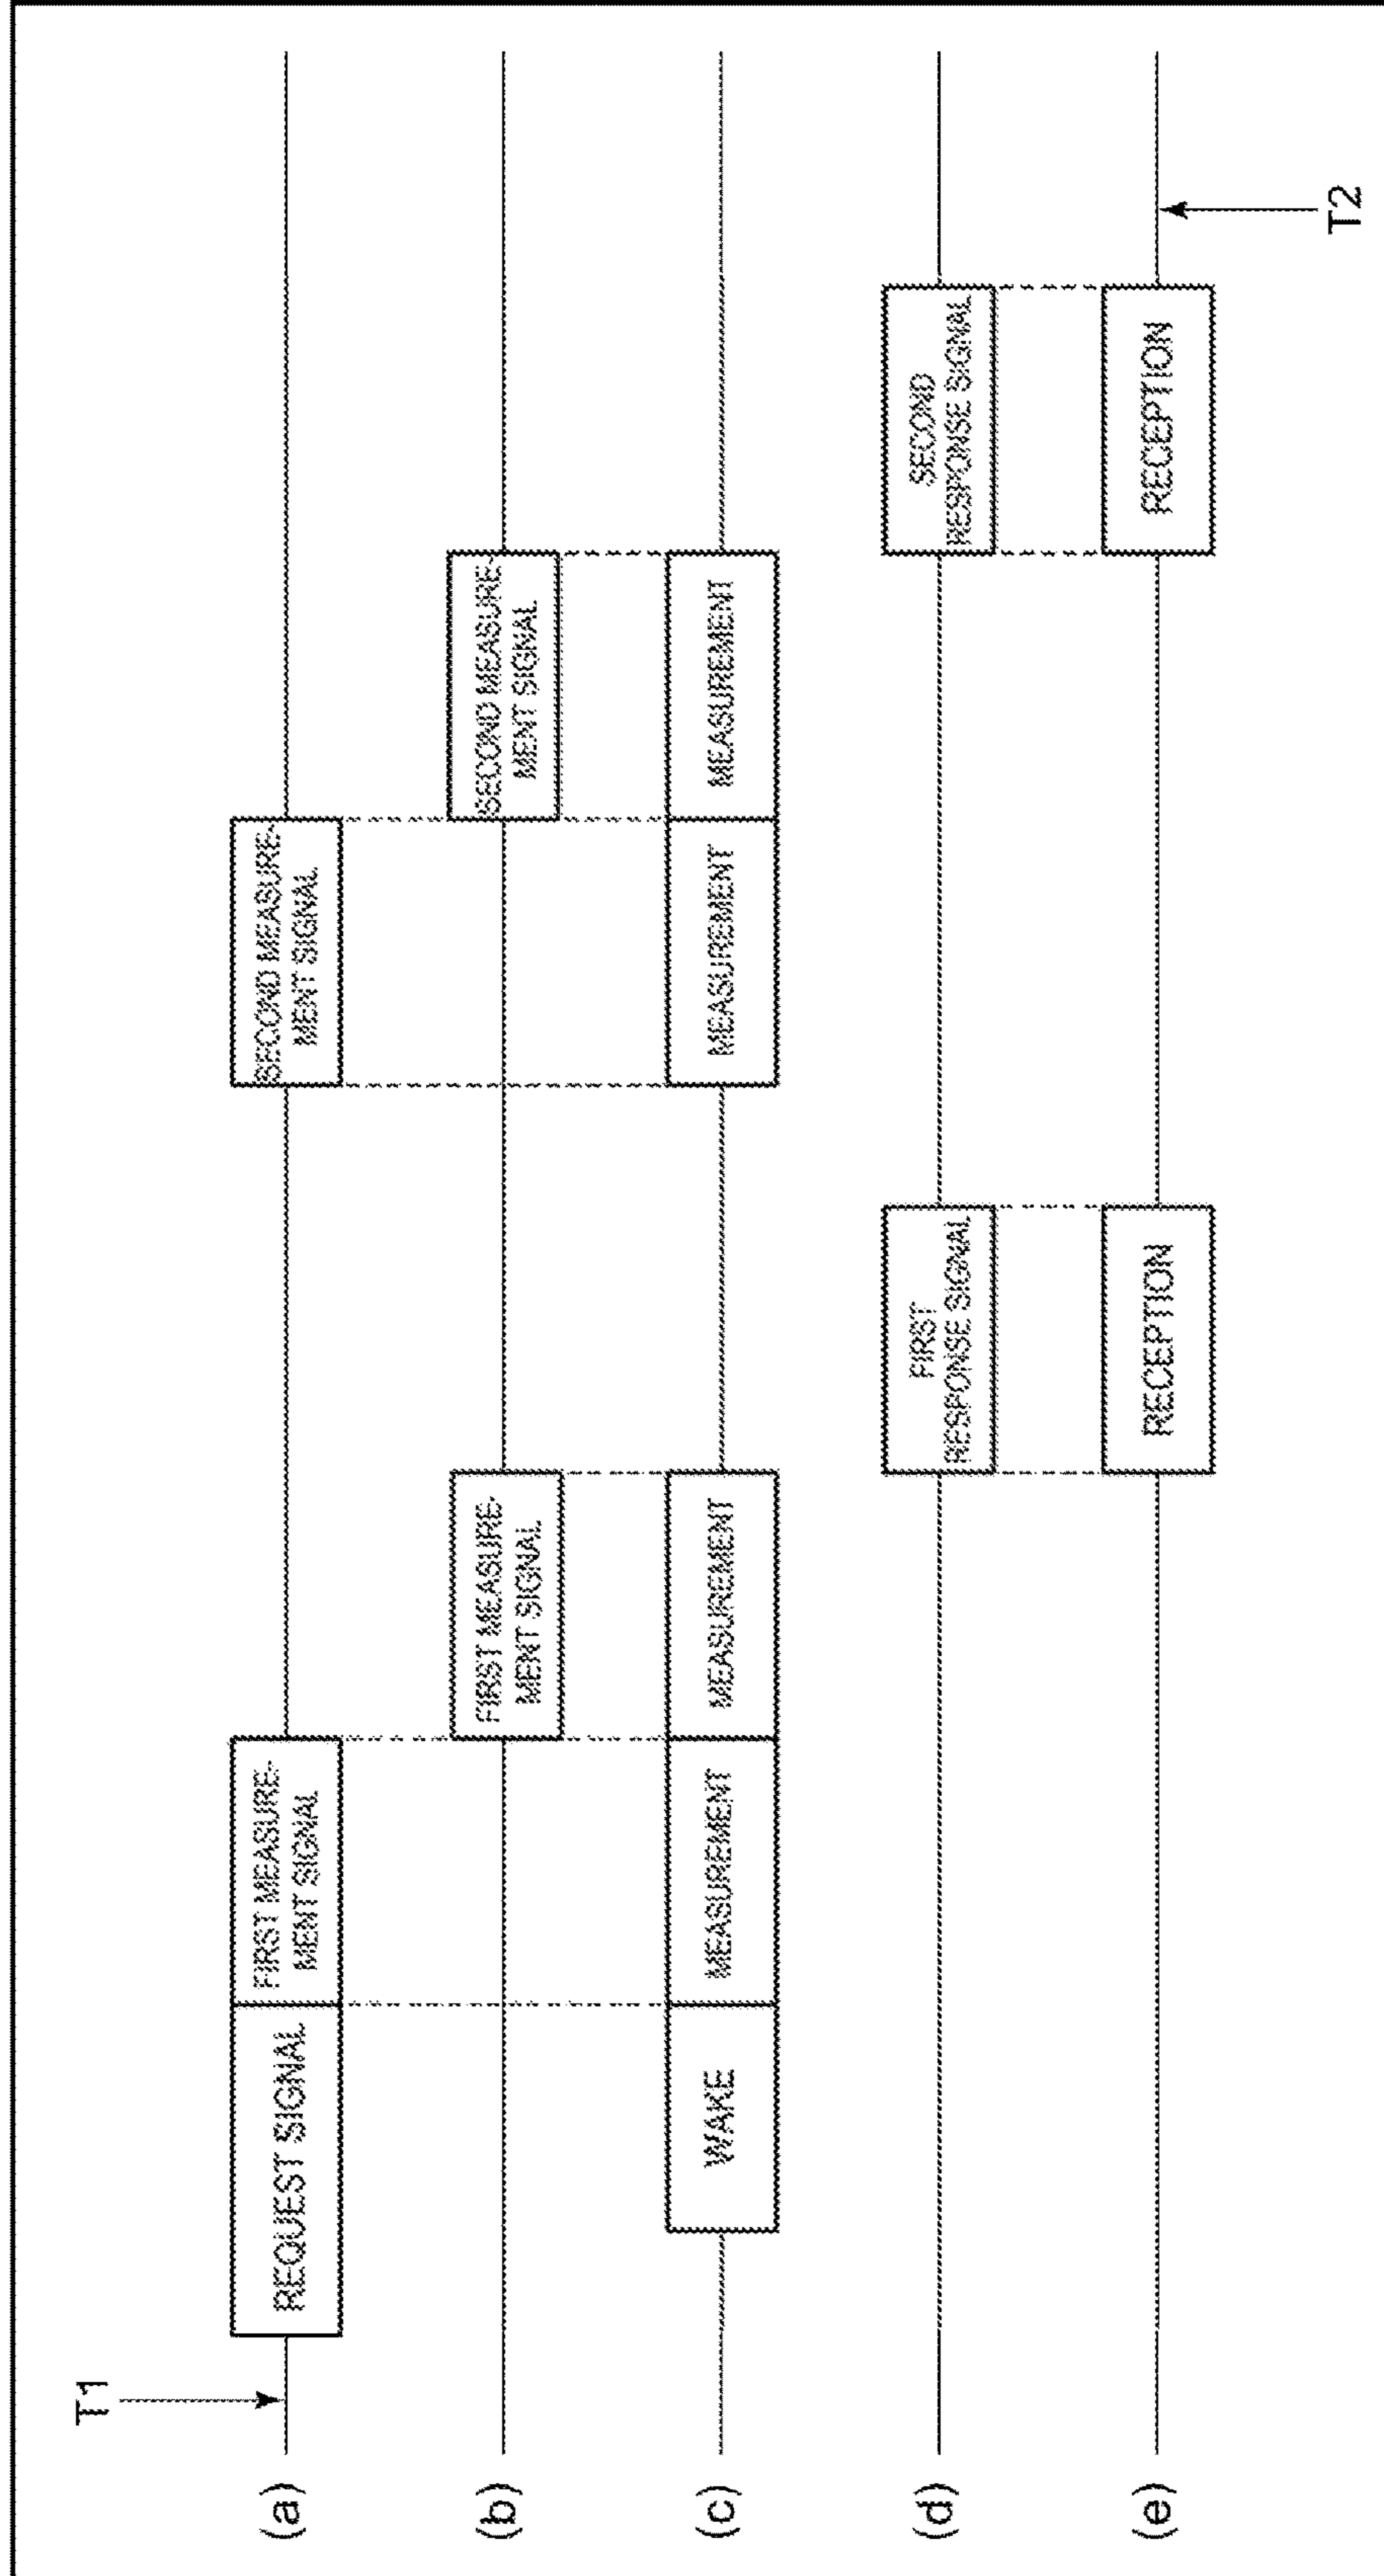 T1
(a)
REQUEST SIGNAL
FIRST MEASURE-
MENT SIGNAL
SECOND MEASURE-
MENT SIGNAL
(b)
FIRST MEASURE-
MENT SIGNAL
SECOND MEASURE-
MENT SIGNAL
(c)
WAKE
MEASUREMENT
MEASUREMENT
MEASUREMENT
MEASUREMENT
(d)
FIRST
RESPONSE SIGNAL
SECOND
RESPONSE SIGNAL
(e)
RECEPTION
RECEPTION
T2